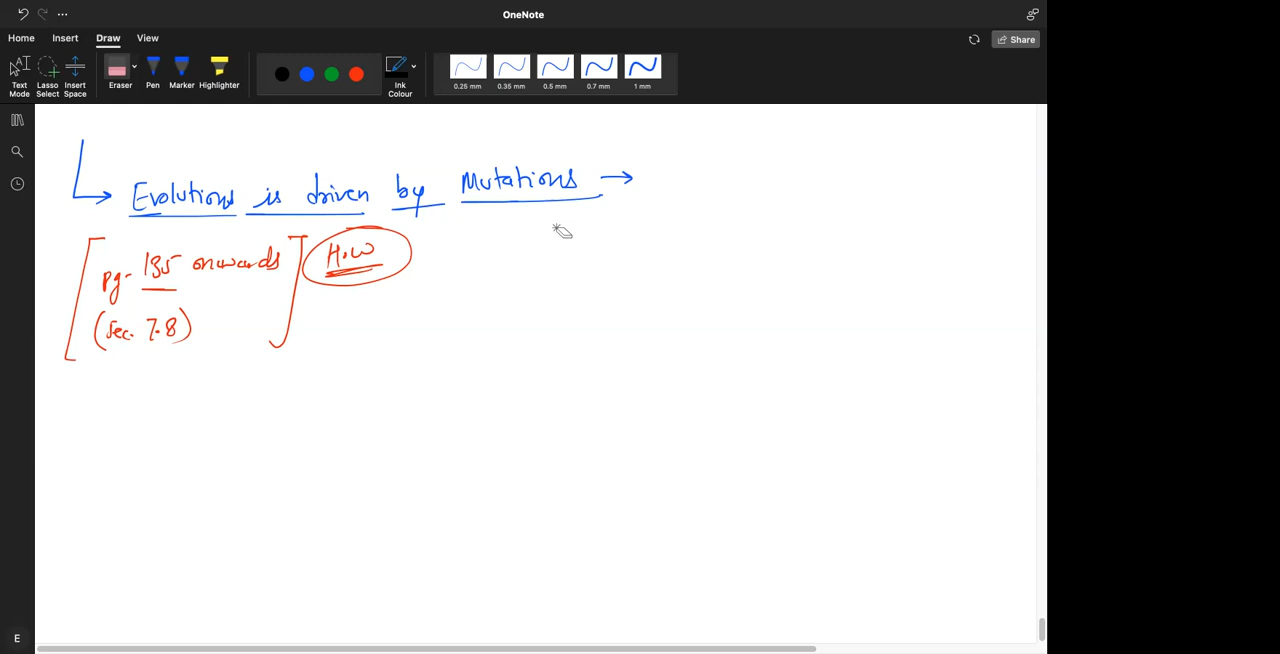 OneNote
Home Insert Draw View
Share
Text Mode
Lasso Select
Insert Space
Eraser
Pen
Marker
Highlighter
Ink Colour
0.25 mm
0.35 mm
0.5 mm
0.7 mm
1 mm
Evolutions is driven by Mutations →
[pg- 135 onwards] H.W
(Sec. 7.8)
E